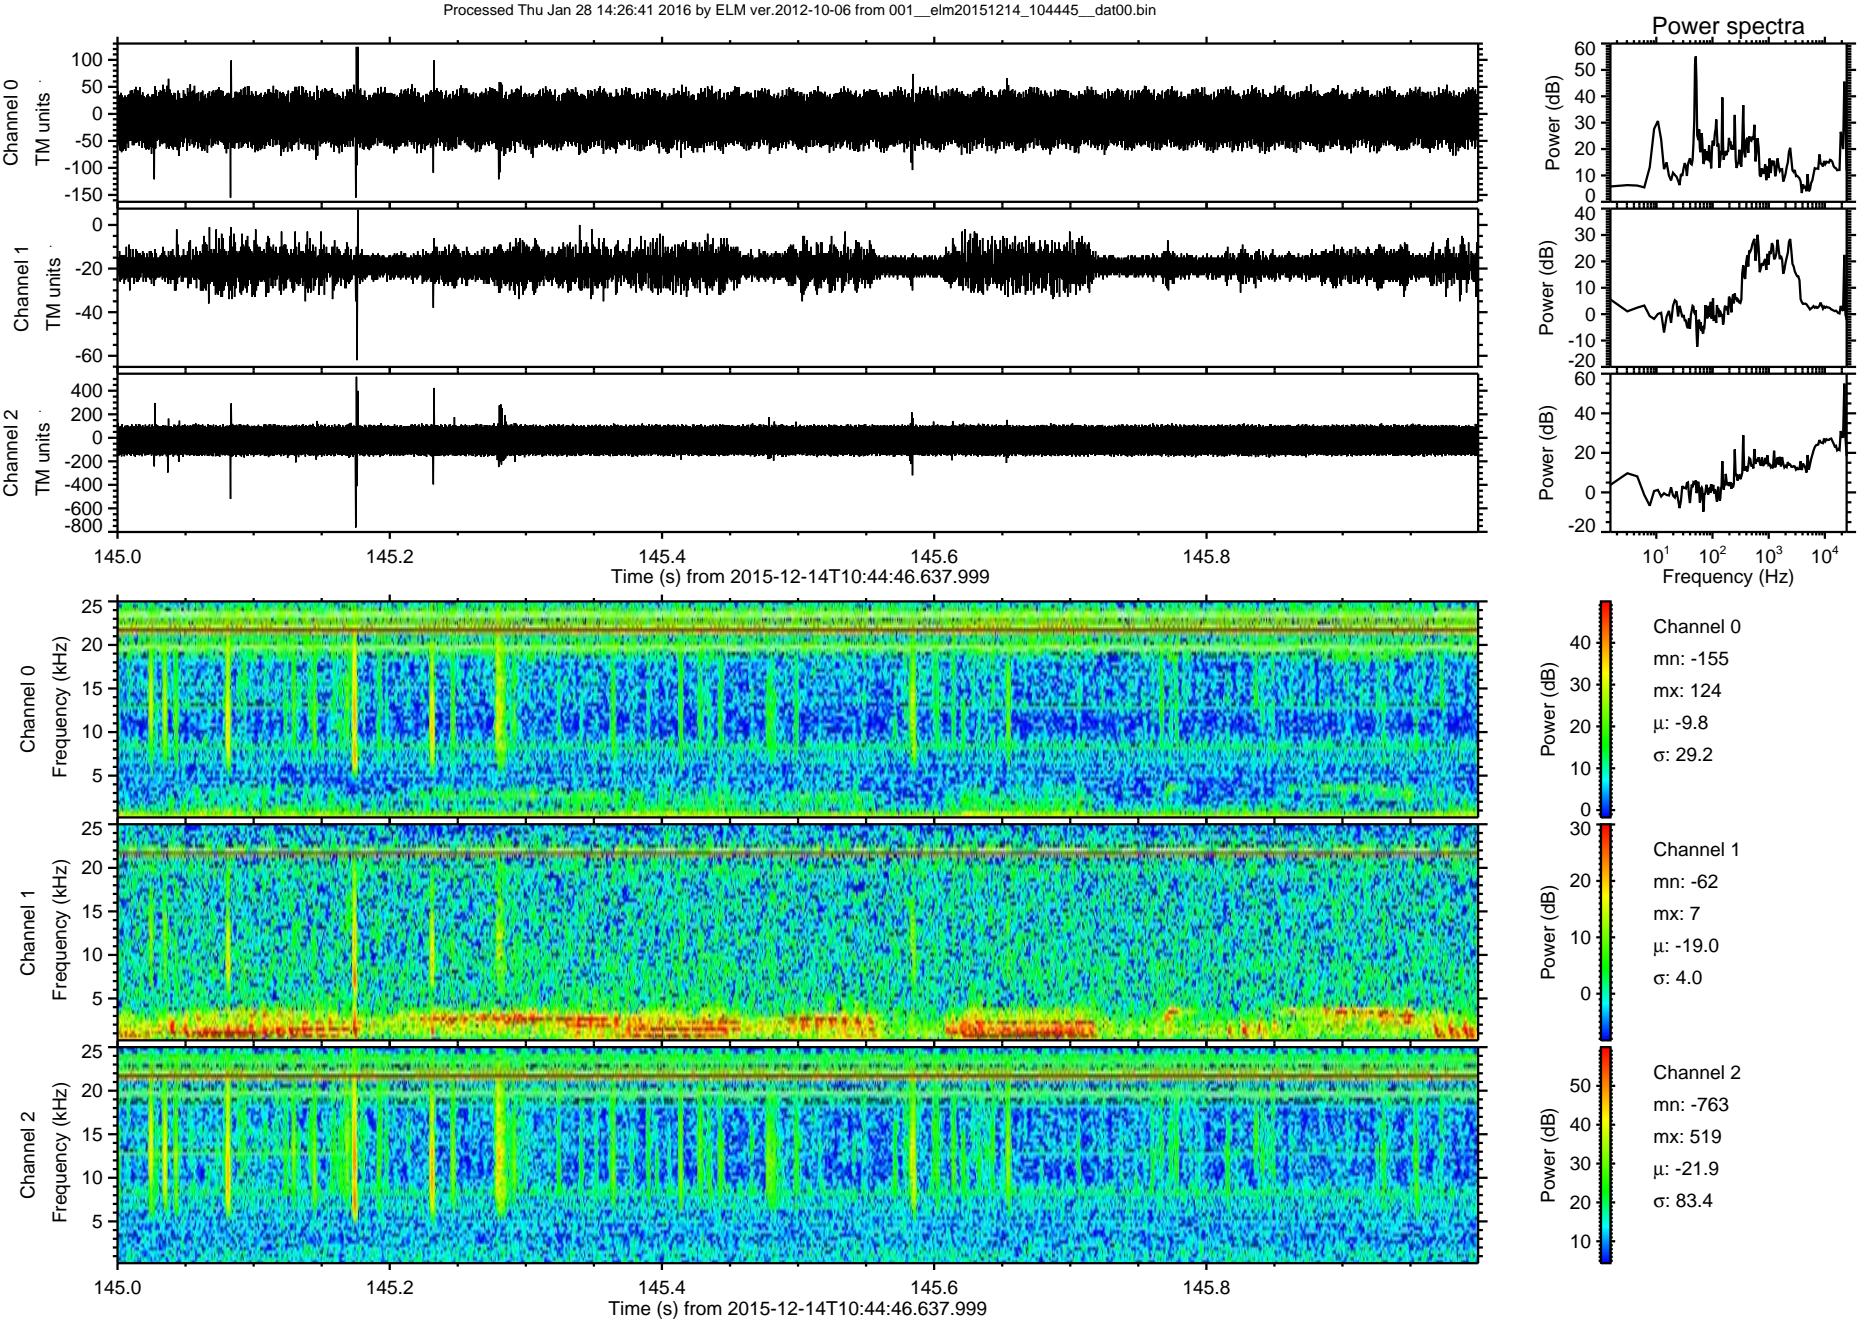 Processed Thu Jan 28 14:26:41 2016 by ELM ver.2012-10-06 from 001__elm20151214_104445__dat00.bin
Power spectra
Channel 0
TM units
100
50
0
-50
-100
-150
Power (dB)
60
50
40
30
20
10
0
Channel 1
TM units
0
-20
-40
-60
Power (dB)
40
30
20
10
0
-10
-20
Channel 2
TM units
400
200
0
-200
-400
-600
-800
Power (dB)
60
40
20
0
-20
145.0 145.2 145.4 145.6 145.8
Time (s) from 2015-12-14T10:44:46.637.999
10¹ 10² 10³ 10⁴
Frequency (Hz)
Channel 0
Frequency (kHz)
25
20
15
10
5
Power (dB)
40
30
20
10
0
Channel 0
mn: -155
mx: 124
μ: -9.8
σ: 29.2
Channel 1
Frequency (kHz)
25
20
15
10
5
Power (dB)
30
20
10
0
Channel 1
mn: -62
mx: 7
μ: -19.0
σ: 4.0
Channel 2
Frequency (kHz)
25
20
15
10
5
Power (dB)
50
40
30
20
10
Channel 2
mn: -763
mx: 519
μ: -21.9
σ: 83.4
145.0 145.2 145.4 145.6 145.8
Time (s) from 2015-12-14T10:44:46.637.999